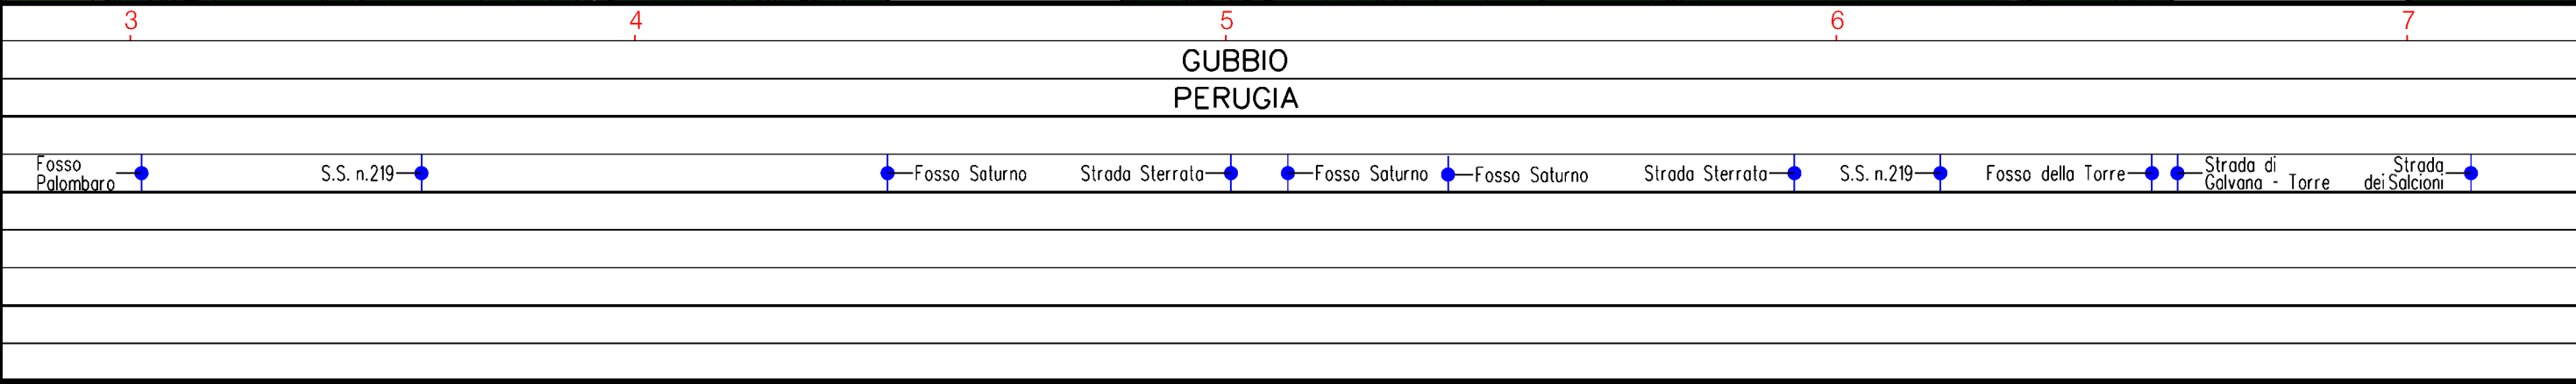 3 4 5 6 7
GUBBIO
PERUGIA
Fosso
Palombaro
S.S. n.219
Fosso Saturno
Strada Sterrata
Fosso Saturno
Fosso Saturno
Strada Sterrata
S.S. n.219
Fosso della Torre
Strada di
Galvana - Torre
Strada
dei Salcioni